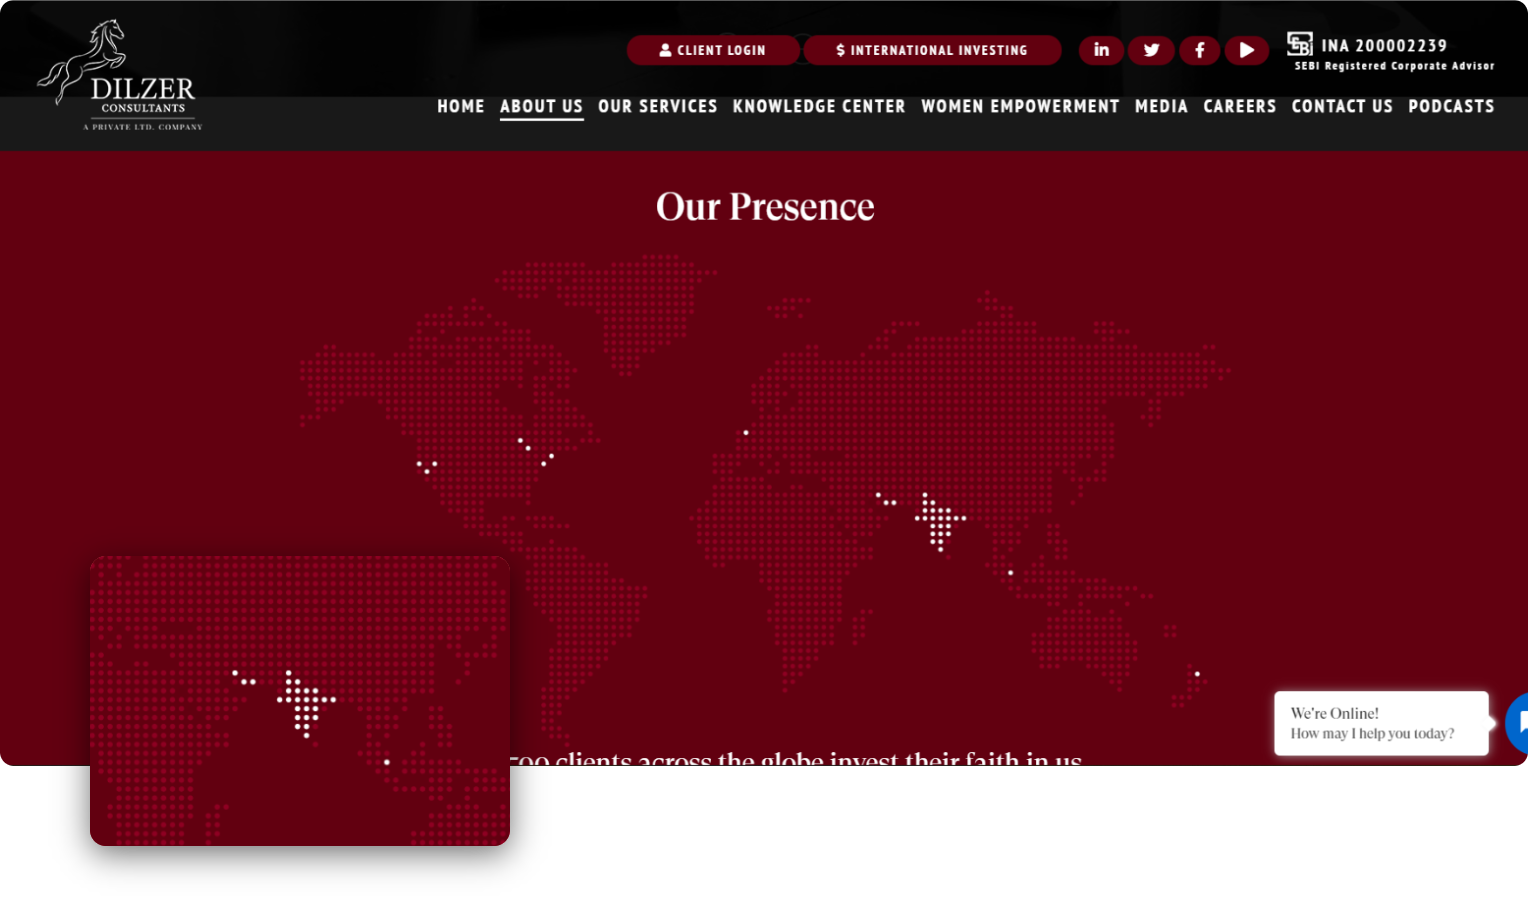 DILZER
CONSULTANTS
A PRIVATE LTD. COMPANY
CLIENT LOGIN
$ INTERNATIONAL INVESTING
in
f
SEBI
INA 200002239
SEBI Registered Corporate Advisor
HOME ABOUT US OUR SERVICES KNOWLEDGE CENTER WOMEN EMPOWERMENT MEDIA CAREERS CONTACT US PODCASTS
Our Presence
clients across the globe invest their faith in us
We're Online!
How may I help you today?